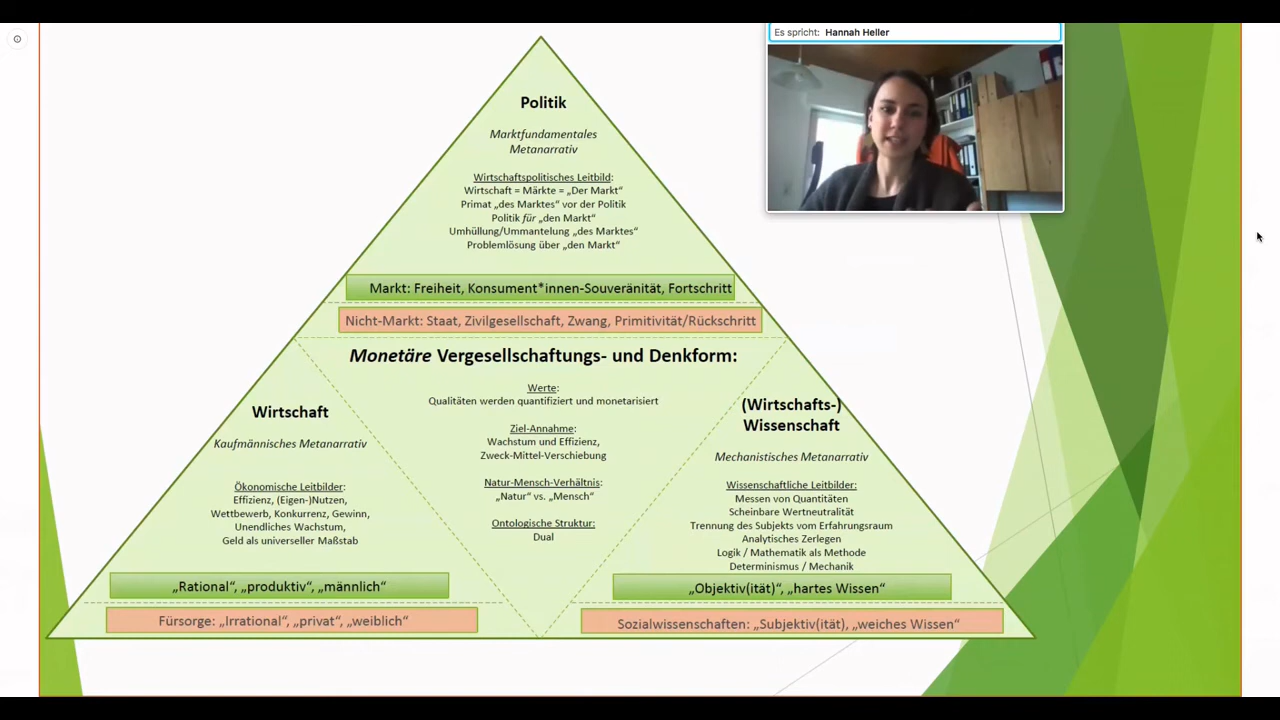 Es spricht: Hannah Heller
Politik
Marktfundamentales
Metanarrativ
Wirtschaftspolitisches Leitbild:
Wirtschaft = Märkte = „Der Markt“
Primat „des Marktes“ vor der Politik
Politik für „den Markt“
Umhüllung/Ummantelung „des Marktes“
Problemlösung über „den Markt“
Markt: Freiheit, Konsument*innen-Souveränität, Fortschritt
Nicht-Markt: Staat, Zivilgesellschaft, Zwang, Primitivität/Rückschritt
Monetäre Vergesellschaftungs- und Denkform:
Werte:
Qualitäten werden quantifiziert und monetarisiert
Ziel-Annahme:
Wachstum und Effizienz,
Zweck-Mittel-Verschiebung
Natur-Mensch-Verhältnis:
„Natur“ vs. „Mensch“
Ontologische Struktur:
Dual
Wirtschaft
Kaufmännisches Metanarrativ
Ökonomische Leitbilder:
Effizienz, (Eigen-)Nutzen,
Wettbewerb, Konkurrenz, Gewinn,
Unendliches Wachstum,
Geld als universeller Maßstab
„Rational“, „produktiv“, „männlich“
Fürsorge: „Irrational“, „privat“, „weiblich“
(Wirtschafts-)
Wissenschaft
Mechanistisches Metanarrativ
Wissenschaftliche Leitbilder:
Messen von Quantitäten
Scheinbare Wertneutralität
Trennung des Subjekts vom Erfahrungsraum
Analytisches Zerlegen
Logik / Mathematik als Methode
Determinismus / Mechanik
„Objektiv(ität)“, „hartes Wissen“
Sozialwissenschaften: „Subjektiv(ität), „weiches Wissen“